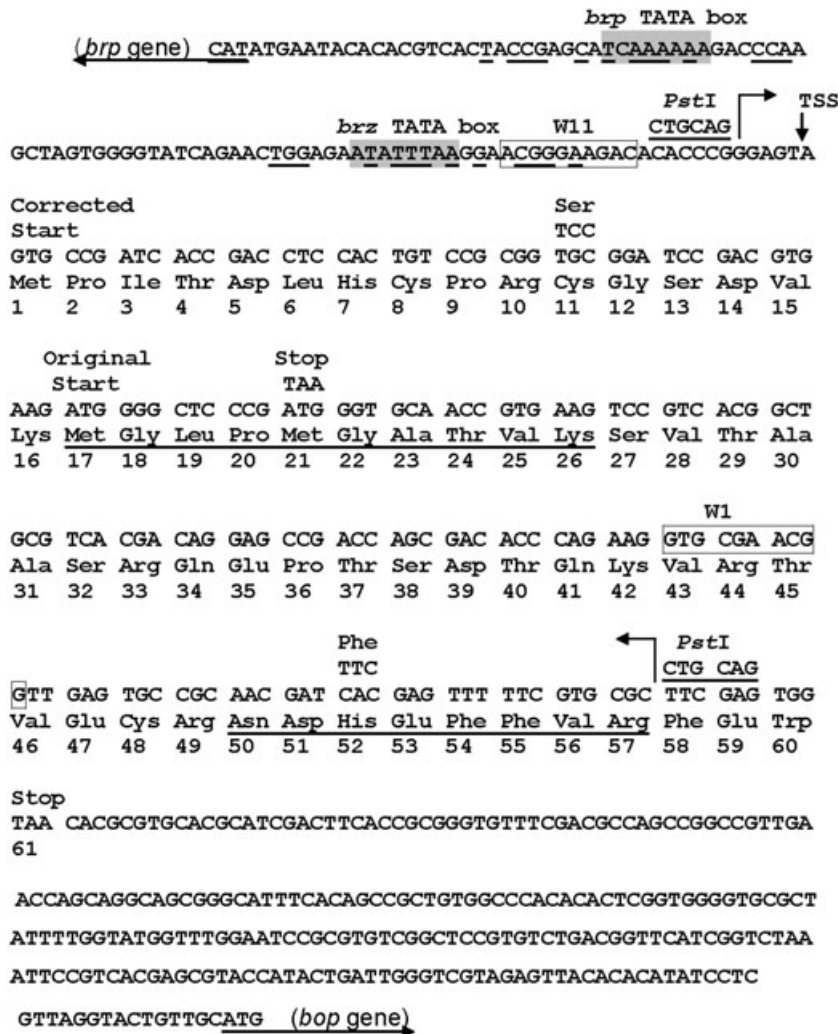 brp TATA box
(brp gene) CATATGAATACACACGTCACTACCGAGCATCAAAAAAGACCCAA
PstI
brz TATA box W11 CTGCAG TSS
GCTAGTGGGGTATCAGAACTGGAGAATATTTAAGGAACGGGAAGACACACCCGGGAGTA
Corrected Ser
Start TCC
GTG CCG ATC ACC GAC CTC CAC TGT CCG CGG TGC GGA TCC GAC GTG
Met Pro Ile Thr Asp Leu His Cys Pro Arg Cys Gly Ser Asp Val
1 2 3 4 5 6 7 8 9 10 11 12 13 14 15
Original Stop
Start TAA
AAG ATG GGG CTC CCG ATG GGT GCA ACC GTG AAG TCC GTC ACG GCT
Lys Met Gly Leu Pro Met Gly Ala Thr Val Lys Ser Val Thr Ala
16 17 18 19 20 21 22 23 24 25 26 27 28 29 30
W1
GCG TCA CGA CAG GAG CCG ACC AGC GAC ACC CAG AAG GTG CGA ACG
Ala Ser Arg Gln Glu Pro Thr Ser Asp Thr Gln Lys Val Arg Thr
31 32 33 34 35 36 37 38 39 40 41 42 43 44 45
Phe PstI
TTC CTG CAG
GTT GAG TGC CGC AAC GAT CAC GAG TTT TTC GTG CGC TTC GAG TGG
Val Glu Cys Arg Asn Asp His Glu Phe Phe Val Arg Phe Glu Trp
46 47 48 49 50 51 52 53 54 55 56 57 58 59 60
Stop
TAA CACGCGTGCACGCATCGACTTCACCGCGGGTGTTTCGACGCCAGCCGGCCGTTGA
61
ACCAGCAGGCAGCGGGCATTTCACAGCCGCTGTGGCCCACACACTCGGTGGGGTGCGCT
ATTTTGGTATGGTTTGGAATCCGCGTGTCGGCTCCGTGTCTGACGGTTCATCGGTCTAA
ATTCCGTCACGAGCGTACCATACTGATTGGGTCGTAGAGTTACACACATATCCTC
GTTAGGTACTGTTGCATG (bop gene)